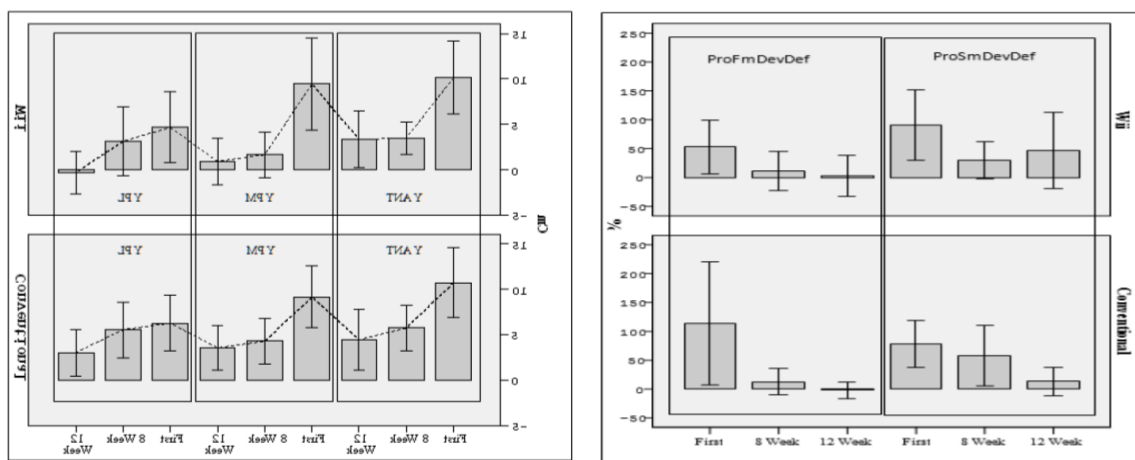 Wii
15
10
5
0
-5
YPL
YPM
YANT
Cm
Conventional
YPL
YPM
YANT
15
10
5
0
-5
12 Week
8 Week
First
12 Week
8 Week
First
12 Week
8 Week
First
250
200
150
100
50
0
-50
ProFmDevDef
ProSmDevDef
Wii
%
250
200
150
100
50
0
-50
Conventional
First
8 Week
12 Week
First
8 Week
12 Week